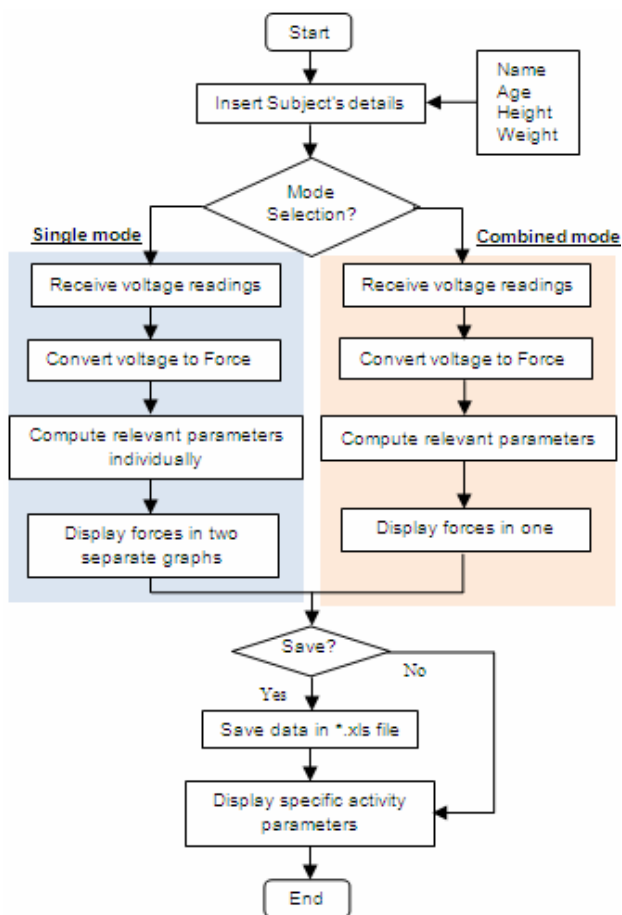 Start
Insert Subject's details
Name
Age
Height
Weight
Mode
Selection?
Single mode
Combined mode
Receive voltage readings
Receive voltage readings
Convert voltage to Force
Convert voltage to Force
Compute relevant parameters
individually
Compute relevant parameters
Display forces in two
separate graphs
Display forces in one
Save?
No
Yes
Save data in *.xls file
Display specific activity
parameters
End